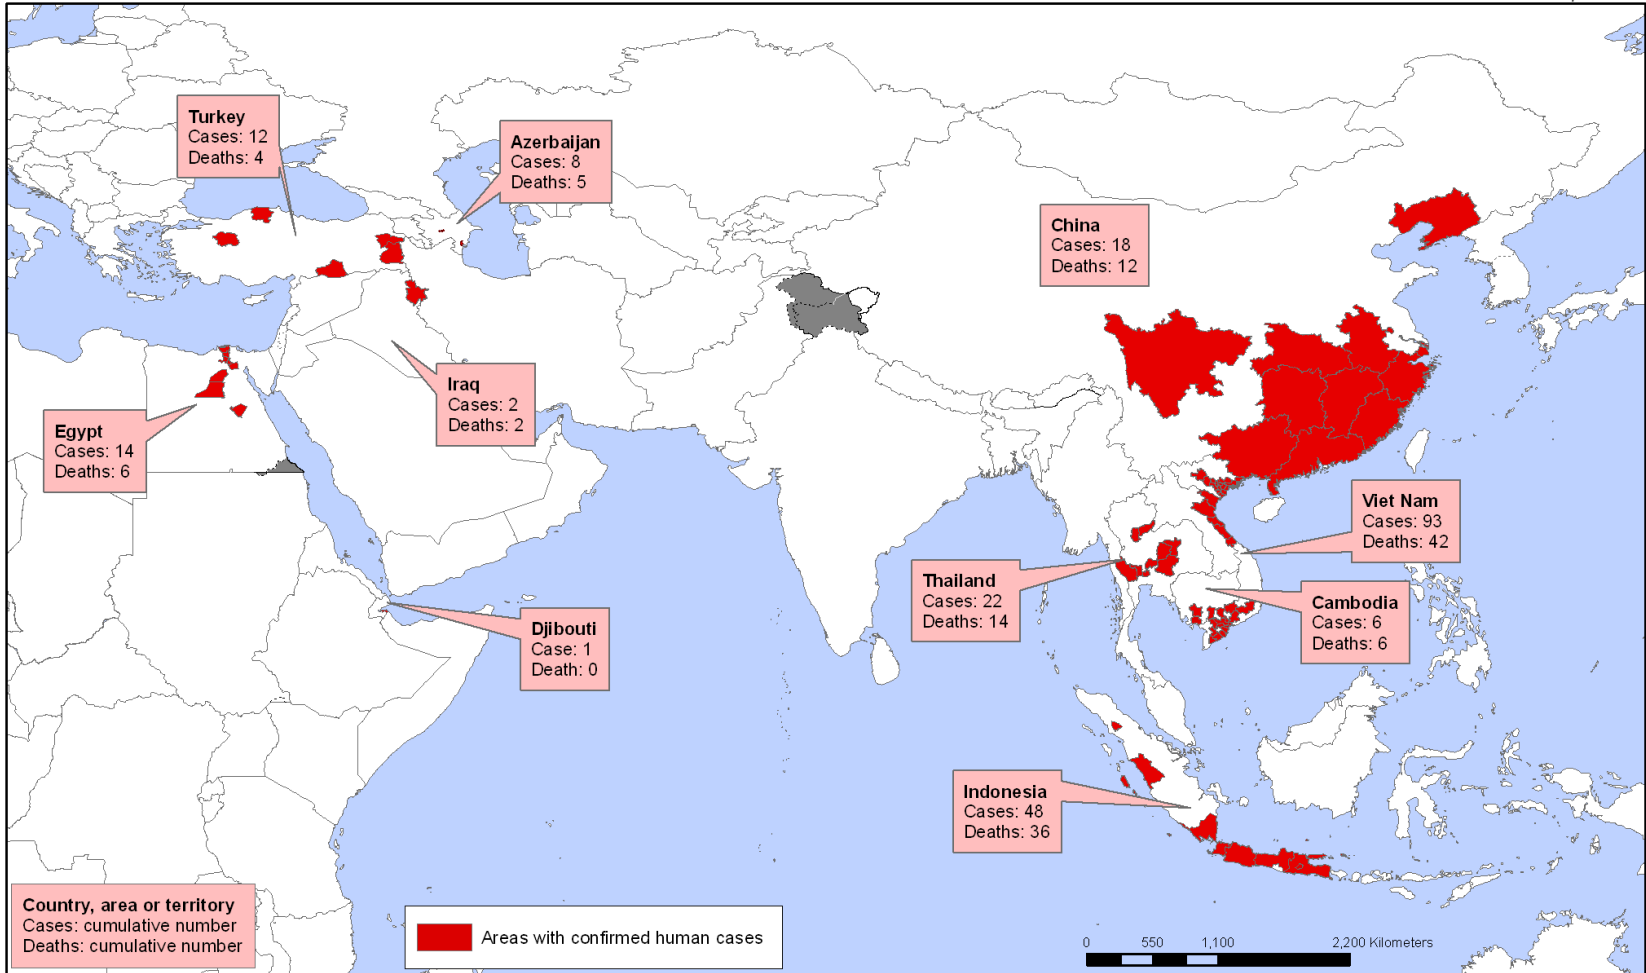 Turkey
Cases: 12
Deaths: 4
Azerbaijan
Cases: 8
Deaths: 5
China
Cases: 18
Deaths: 12
Iraq
Cases: 2
Deaths: 2
Egypt
Cases: 14
Deaths: 6
Viet Nam
Cases: 93
Deaths: 42
Thailand
Cases: 22
Deaths: 14
Cambodia
Cases: 6
Deaths: 6
Djibouti
Case: 1
Death: 0
Indonesia
Cases: 48
Deaths: 36
Country, area or territory
Cases: cumulative number
Deaths: cumulative number
Areas with confirmed human cases
0 550 1,100 2,200 Kilometers